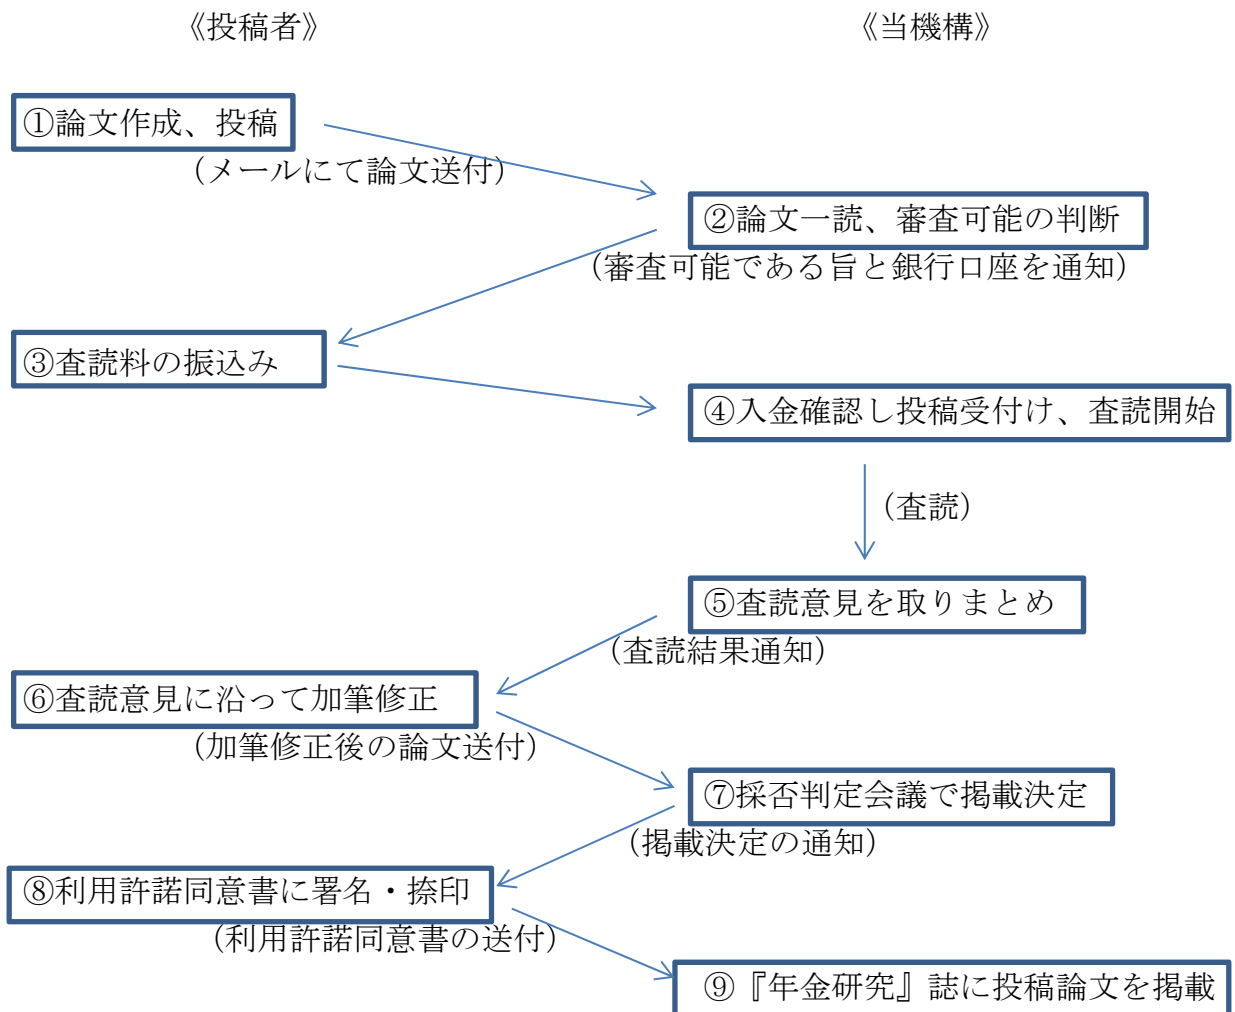 《投稿者》
《当機構》
①論文作成、投稿
（メールにて論文送付）
②論文一読、審査可能の判断
（審査可能である旨と銀行口座を通知）
③査読料の振込み
④入金確認し投稿受付け、査読開始
（査読）
⑤査読意見を取りまとめ
（査読結果通知）
⑥査読意見に沿って加筆修正
（加筆修正後の論文送付）
⑦採否判定会議で掲載決定
（掲載決定の通知）
⑧利用許諾同意書に署名・捺印
（利用許諾同意書の送付）
⑨『年金研究』誌に投稿論文を掲載